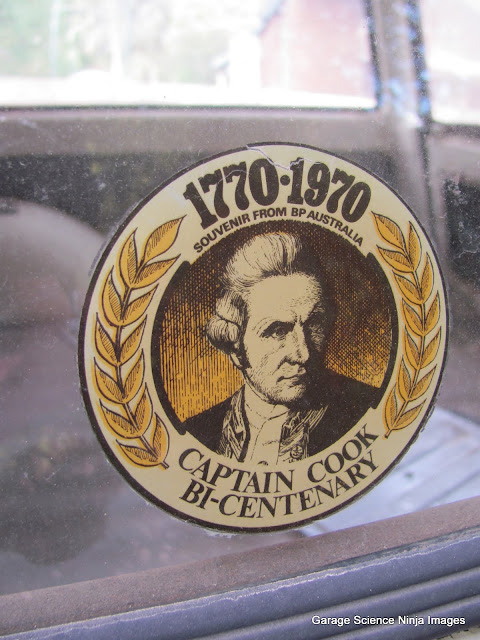 1770·1970
SOUVENIR FROM BP AUSTRALIA
CAPTAIN COOK
BI-CENTENARY
Garage Science Ninja Images